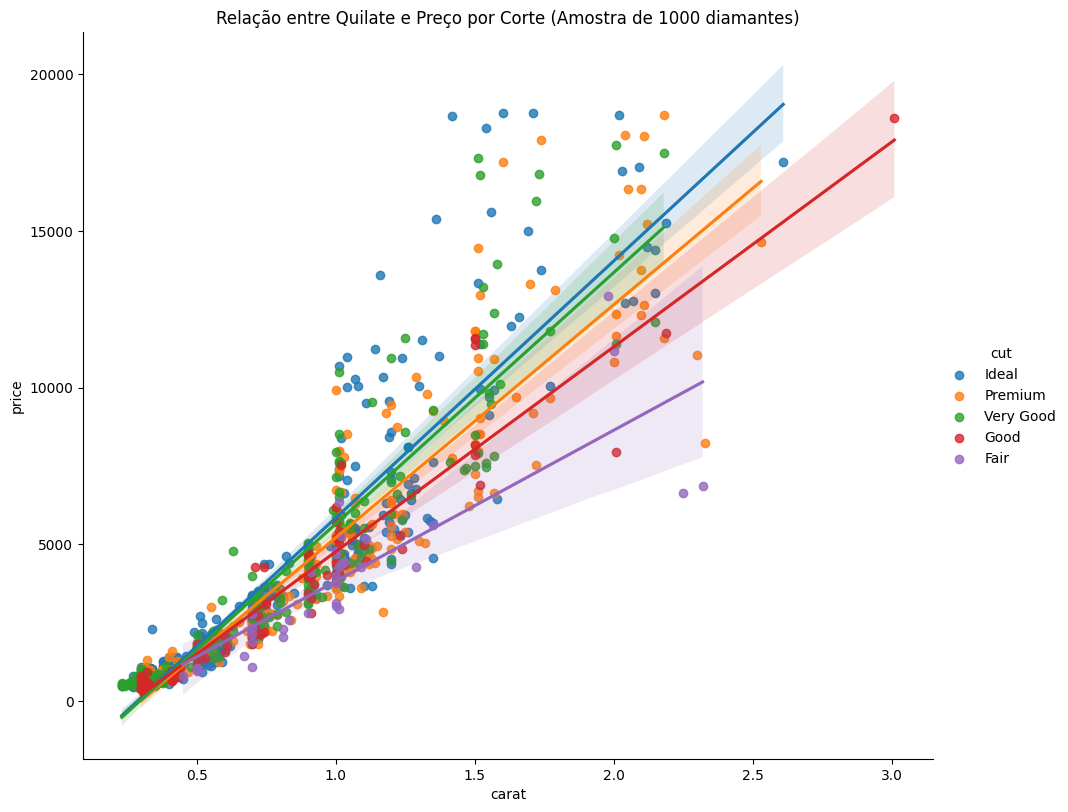 Relação entre Quilate e Preço por Corte (Amostra de 1000 diamantes)
20000
15000
10000
5000
0
price
0.5
1.0
1.5
2.0
2.5
3.0
carat
cut
Ideal
Premium
Very Good
Good
Fair